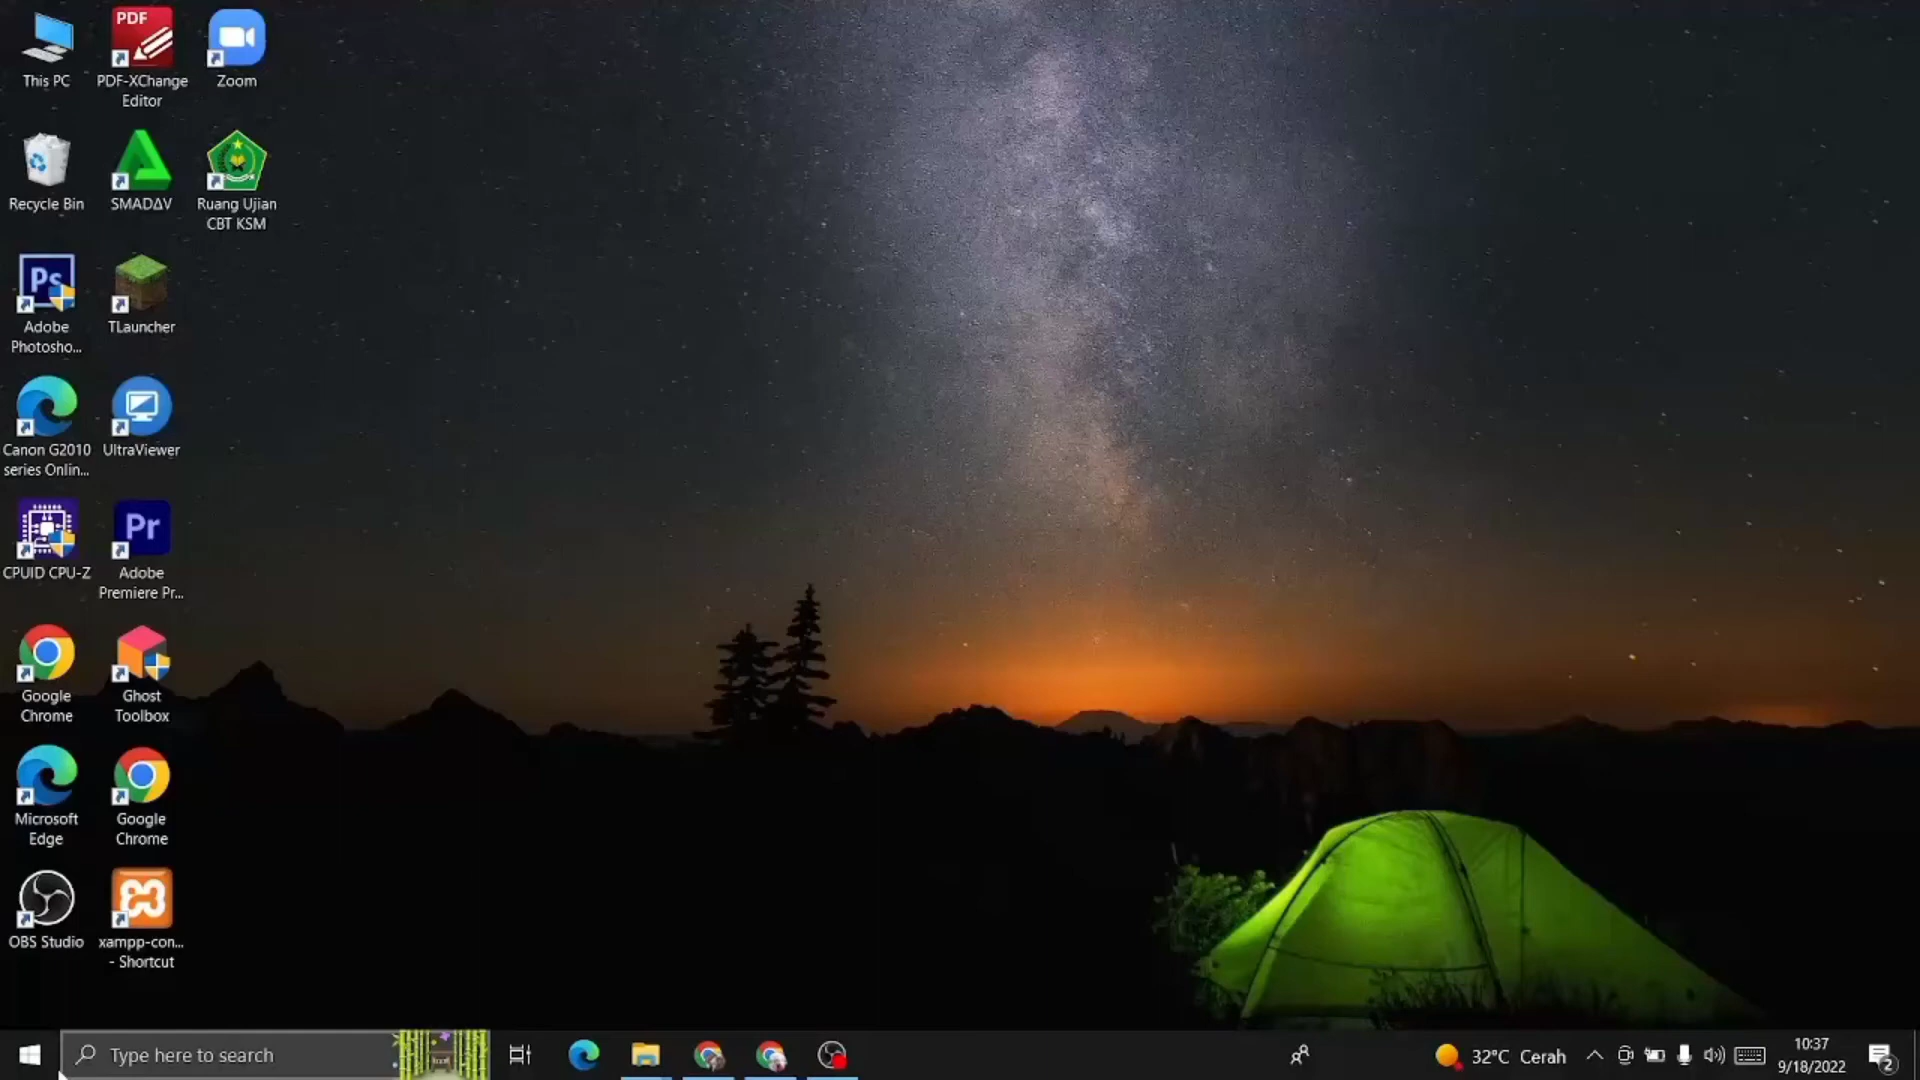 This PC
PDF
PDF-XChange
Editor
Zoom
Recycle Bin
SMADΔV
Ruang Ujian
CBT KSM
Ps
Adobe
Photosho...
TLauncher
Canon G2010
series Onlin...
UltraViewer
CPUID CPU-Z
Pr
Adobe
Premiere Pr...
Google
Chrome
Ghost
Toolbox
Microsoft
Edge
Google
Chrome
OBS Studio
xampp-con...
- Shortcut
Type here to search
32°C Cerah
10:37
9/18/2022
2